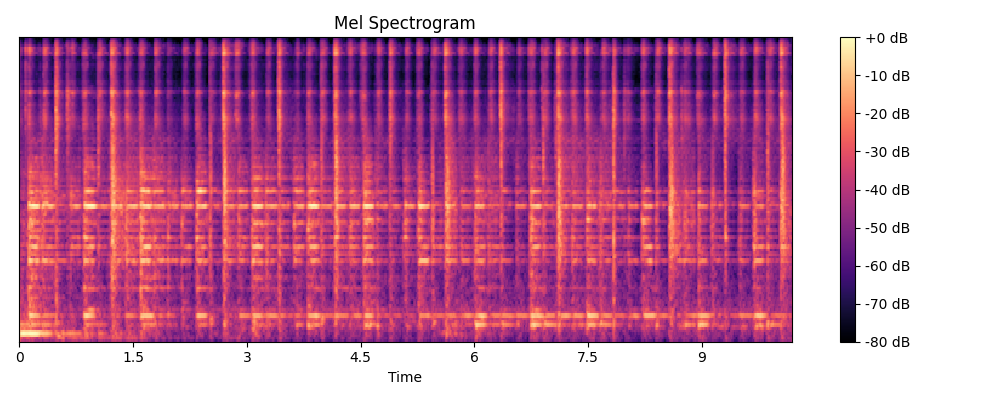 Mel Spectrogram
+0 dB
-10 dB
-20 dB
-30 dB
-40 dB
-50 dB
-60 dB
-70 dB
-80 dB
0 1.5 3 4.5 6 7.5 9
Time